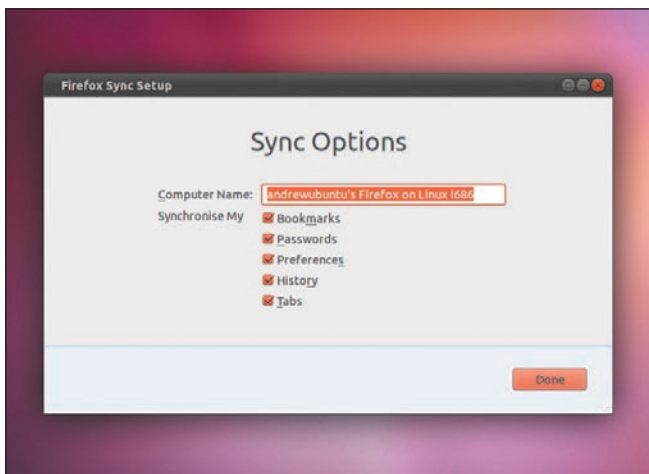 Firefox Sync Setup
Sync Options
Computer Name: andrewubuntu's Firefox on Linux i686
Synchronise My Bookmarks
Passwords
Preferences
History
Tabs
Done